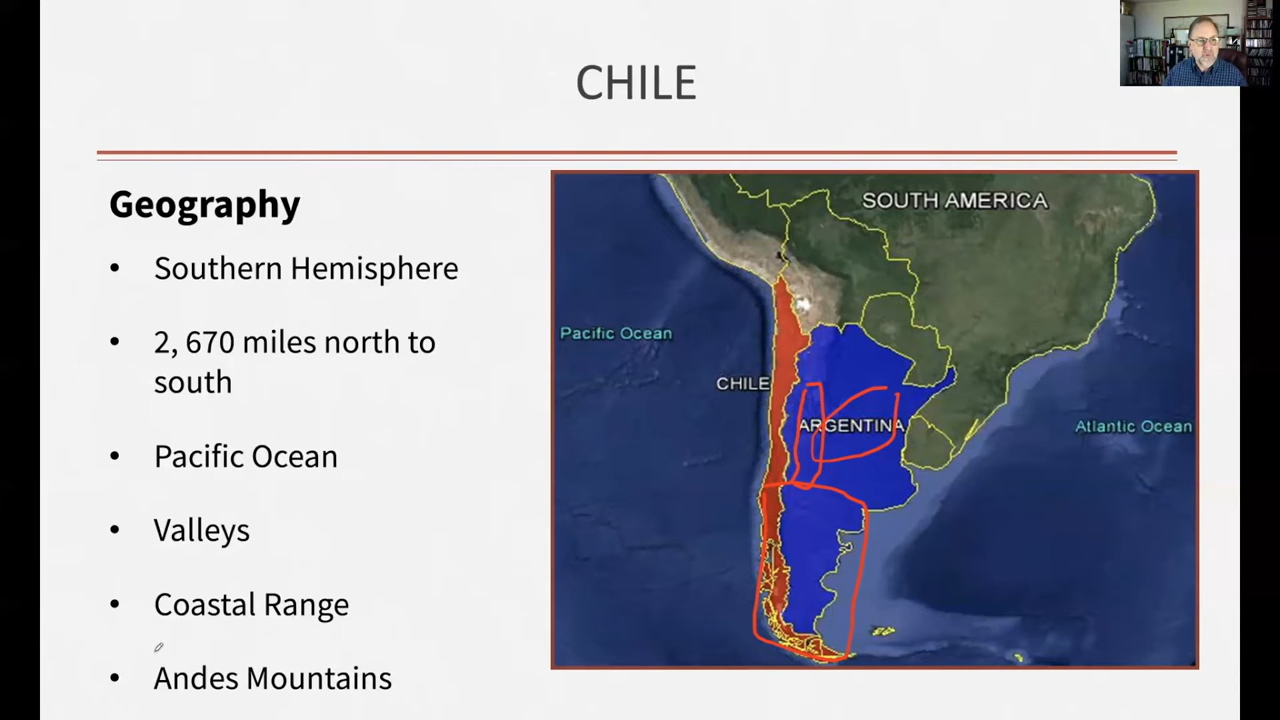 CHILE
Geography
• Southern Hemisphere
• 2, 670 miles north to
south
• Pacific Ocean
• Valleys
• Coastal Range
• Andes Mountains
SOUTH AMERICA
Pacific Ocean
CHILE
ARGENTINA
Atlantic Ocean